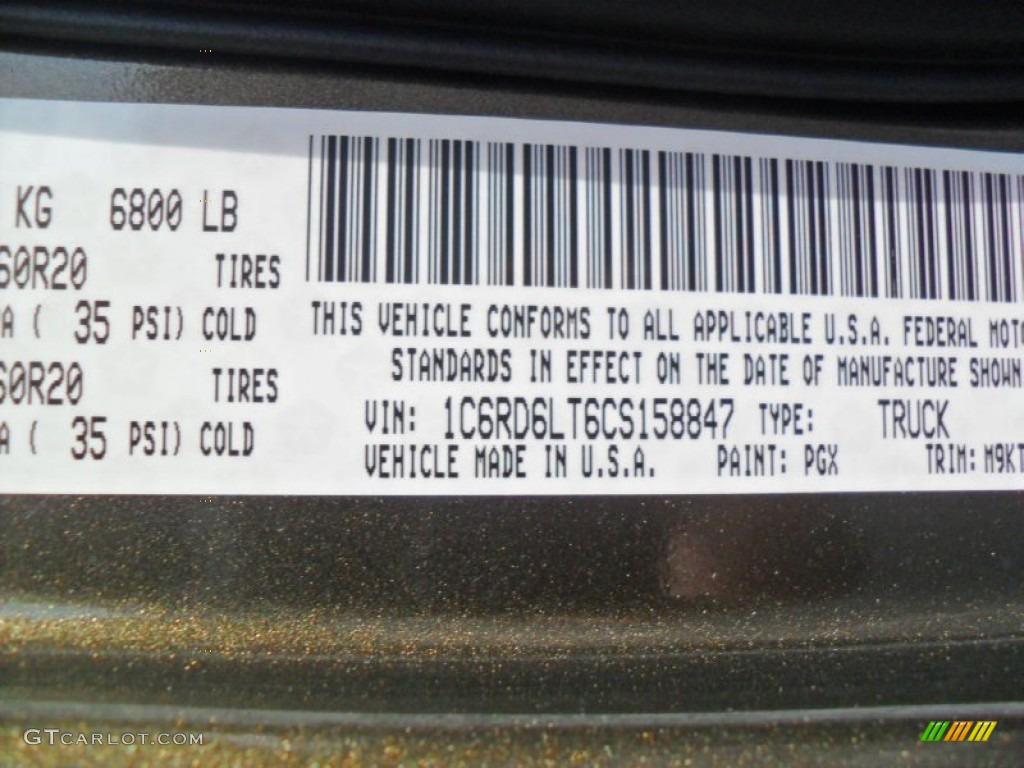 KG 6800 LB
60R20 TIRES
A ( 35 PSI) COLD
60R20 TIRES
A ( 35 PSI) COLD
THIS VEHICLE CONFORMS TO ALL APPLICABLE U.S.A. FEDERAL MOTO
STANDARDS IN EFFECT ON THE DATE OF MANUFACTURE SHOWN
VIN: 1C6RD6LT6CS158847 TYPE: TRUCK
VEHICLE MADE IN U.S.A. PAINT: PGX TRIM: M9KT
GTCARLOT.COM